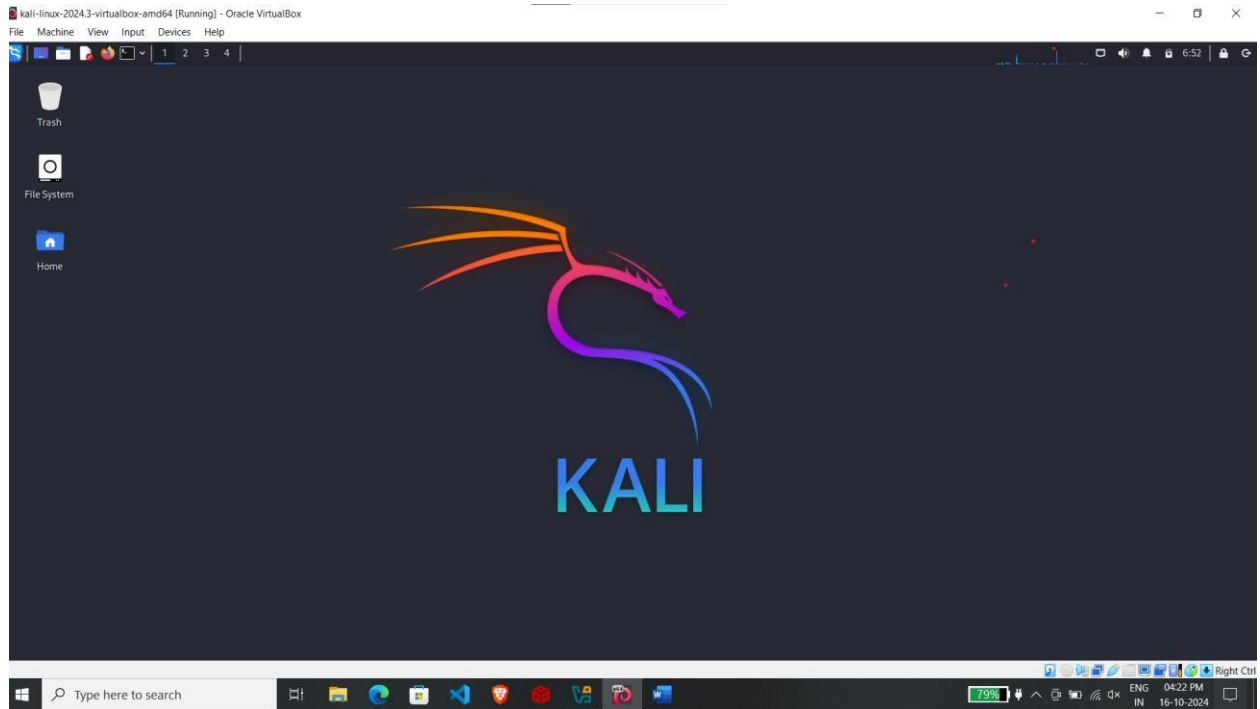 kali-linux-2024.3-virtualbox-amd64 [Running] - Oracle VirtualBox
File Machine View Input Devices Help
1 2 3 4
6:52
Trash
File System
Home
KALI
Right Ctrl
Type here to search
79%
ENG
IN
04:22 PM
16-10-2024